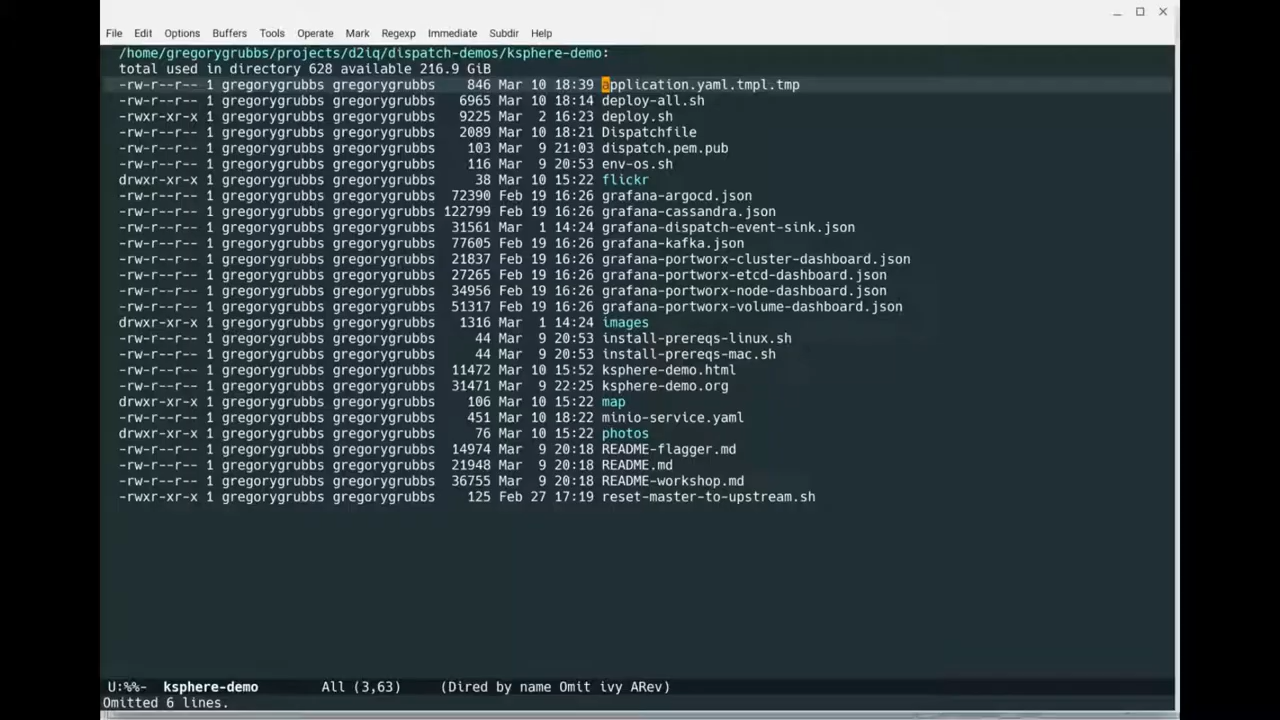 File Edit Options Buffers Tools Operate Mark Regexp Immediate Subdir Help
/home/gregorygrubbs/projects/d2iq/dispatch-demos/ksphere-demo:
total used in directory 628 available 216.9 GiB
-rw-r--r-- 1 gregorygrubbs gregorygrubbs 846 Mar 10 18:39 application.yaml.tmpl.tmp
-rw-r--r-- 1 gregorygrubbs gregorygrubbs 6965 Mar 10 18:14 deploy-all.sh
-rwxr-xr-x 1 gregorygrubbs gregorygrubbs 9225 Mar 2 16:23 deploy.sh
-rw-r--r-- 1 gregorygrubbs gregorygrubbs 2089 Mar 10 18:21 Dispatchfile
-rw-r--r-- 1 gregorygrubbs gregorygrubbs 103 Mar 9 21:03 dispatch.pem.pub
-rw-r--r-- 1 gregorygrubbs gregorygrubbs 116 Mar 9 20:53 env-os.sh
drwxr-xr-x 1 gregorygrubbs gregorygrubbs 38 Mar 10 15:22 flickr
-rw-r--r-- 1 gregorygrubbs gregorygrubbs 72390 Feb 19 16:26 grafana-argocd.json
-rw-r--r-- 1 gregorygrubbs gregorygrubbs 122799 Feb 19 16:26 grafana-cassandra.json
-rw-r--r-- 1 gregorygrubbs gregorygrubbs 31561 Mar 1 14:24 grafana-dispatch-event-sink.json
-rw-r--r-- 1 gregorygrubbs gregorygrubbs 77605 Feb 19 16:26 grafana-kafka.json
-rw-r--r-- 1 gregorygrubbs gregorygrubbs 21837 Feb 19 16:26 grafana-portworx-cluster-dashboard.json
-rw-r--r-- 1 gregorygrubbs gregorygrubbs 27265 Feb 19 16:26 grafana-portworx-etcd-dashboard.json
-rw-r--r-- 1 gregorygrubbs gregorygrubbs 34956 Feb 19 16:26 grafana-portworx-node-dashboard.json
-rw-r--r-- 1 gregorygrubbs gregorygrubbs 51317 Feb 19 16:26 grafana-portworx-volume-dashboard.json
drwxr-xr-x 1 gregorygrubbs gregorygrubbs 1316 Mar 1 14:24 images
-rw-r--r-- 1 gregorygrubbs gregorygrubbs 44 Mar 9 20:53 install-prereqs-linux.sh
-rw-r--r-- 1 gregorygrubbs gregorygrubbs 44 Mar 9 20:53 install-prereqs-mac.sh
-rw-r--r-- 1 gregorygrubbs gregorygrubbs 11472 Mar 10 15:52 ksphere-demo.html
-rw-r--r-- 1 gregorygrubbs gregorygrubbs 31471 Mar 9 22:25 ksphere-demo.org
drwxr-xr-x 1 gregorygrubbs gregorygrubbs 106 Mar 10 15:22 map
-rw-r--r-- 1 gregorygrubbs gregorygrubbs 451 Mar 10 18:22 minio-service.yaml
drwxr-xr-x 1 gregorygrubbs gregorygrubbs 76 Mar 10 15:22 photos
-rw-r--r-- 1 gregorygrubbs gregorygrubbs 14974 Mar 9 20:18 README-flagger.md
-rw-r--r-- 1 gregorygrubbs gregorygrubbs 21948 Mar 9 20:18 README.md
-rw-r--r-- 1 gregorygrubbs gregorygrubbs 36755 Mar 9 20:18 README-workshop.md
-rwxr-xr-x 1 gregorygrubbs gregorygrubbs 125 Feb 27 17:19 reset-master-to-upstream.sh
U:%%- ksphere-demo All (3,63) (Dired by name Omit ivy ARev)
Omitted 6 lines.